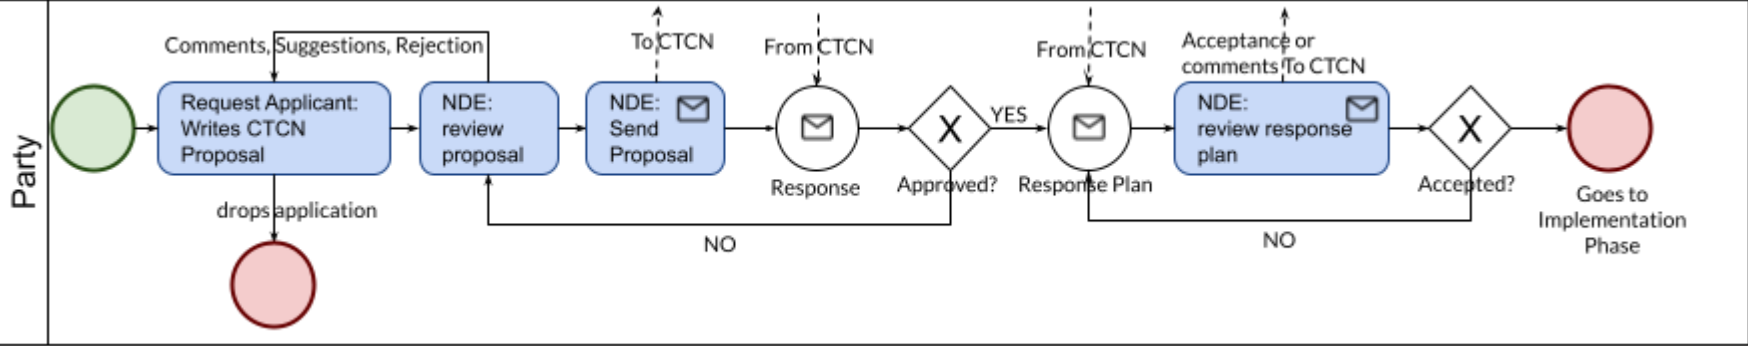 Party
Comments, Suggestions, Rejection
Request Applicant:
Writes CTCN
Proposal
drops application
NDE:
review
proposal
To CTCN
NDE:
Send
Proposal
From CTCN
Response
X
Approved?
YES
NO
From CTCN
Response Plan
Acceptance or
comments To CTCN
NDE:
review response
plan
X
Accepted?
NO
Goes to
Implementation
Phase